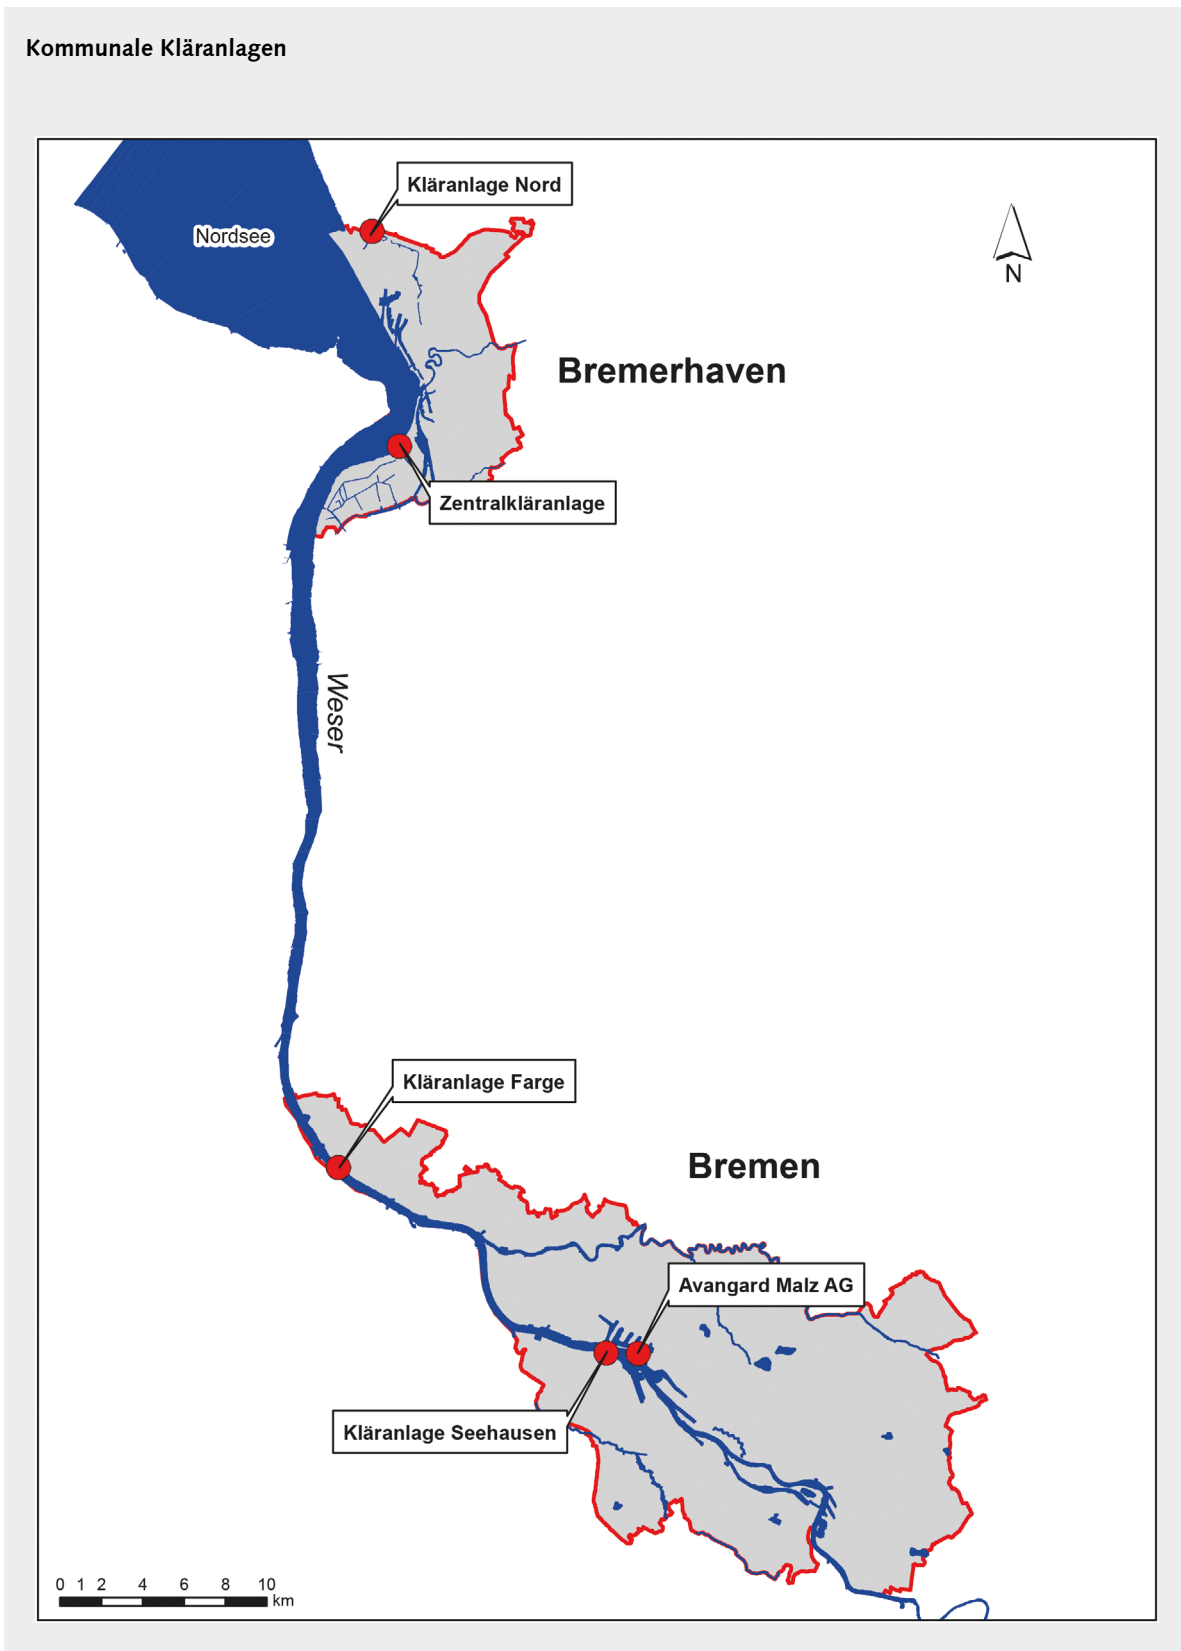 Kommunale Kläranlagen
Kläranlage Nord
Nordsee
N
Bremerhaven
Zentralkläranlage
Weser
Kläranlage Farge
Bremen
Avangard Malz AG
Kläranlage Seehausen
0 1 2 4 6 8 10
km